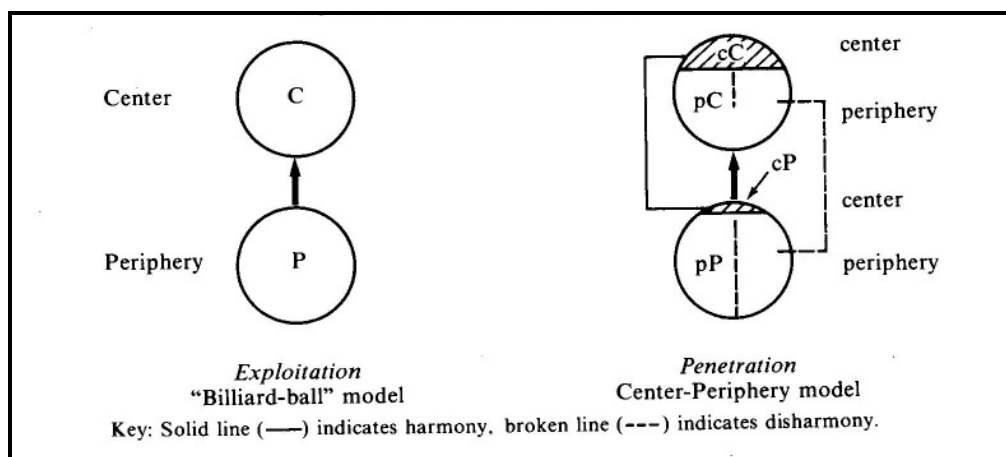 Center
C
Periphery
P
Exploitation
"Billiard-ball" model
cC
center
pC
periphery
cP
center
pP
periphery
Penetration
Center-Periphery model
Key: Solid line (——) indicates harmony, broken line (---) indicates disharmony.